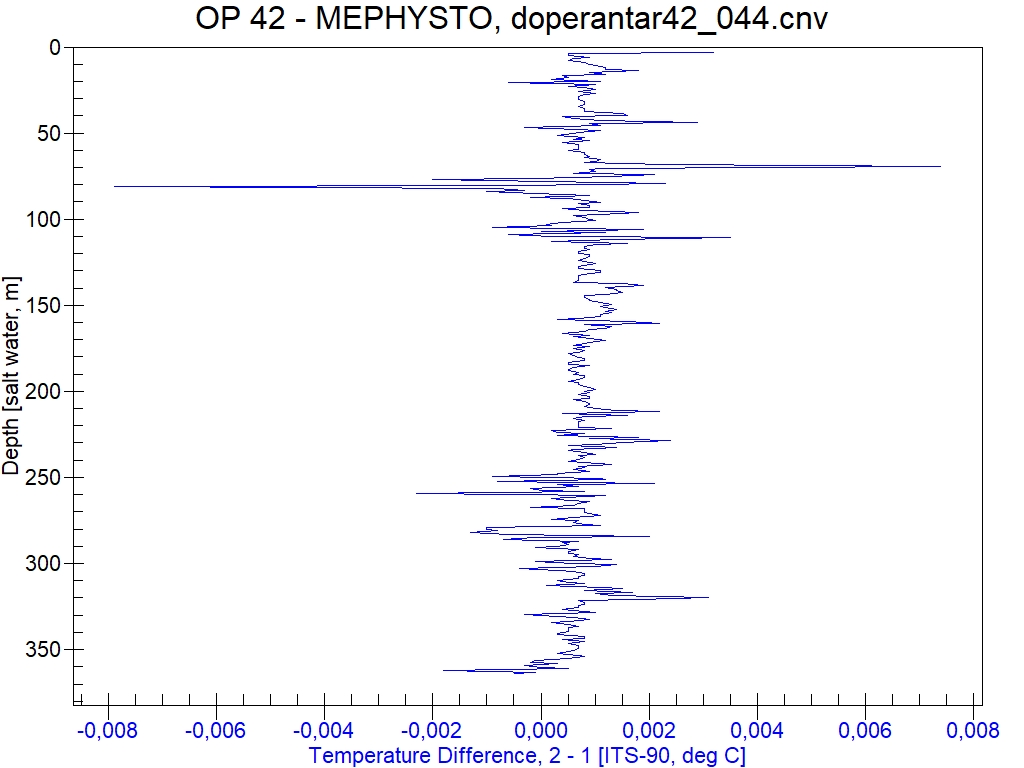 OP 42 - MEPHYSTO, doperantar42_044.cnv
0
50
100
150
200
250
300
350
Depth [salt water, m]
-0,008 -0,006 -0,004 -0,002 0,000 0,002 0,004 0,006 0,008
Temperature Difference, 2 - 1 [ITS-90, deg C]